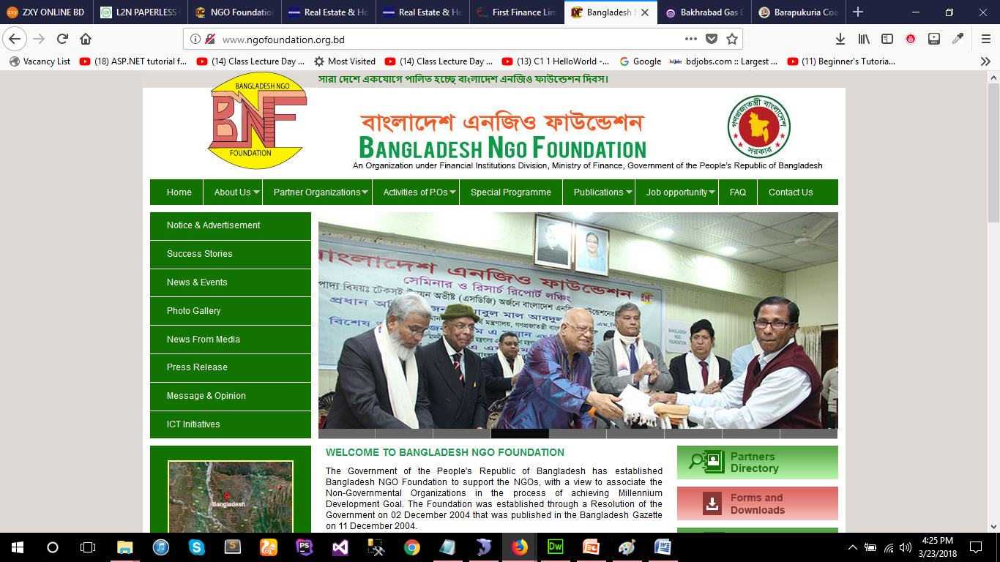 ZXY ONLINE BD
L2N PAPERLESS
NGO Foundation
Real Estate & Ho
Real Estate & Ho
First Finance Lim
Bangladesh
Bakhrabad Gas
Barapukuria Coa
www.ngofoundation.org.bd
Vacancy List
(18) ASP.NET tutorial f...
(14) Class Lecture Day ...
Most Visited
(14) Class Lecture Day ...
(13) C1 1 HelloWorld -...
Google
bdjobs.com :: Largest ...
(11) Beginner's Tutoria...
সারা দেশে একযোগে পালিত হচ্ছে বাংলাদেশ এনজিও ফাউন্ডেশন দিবস।
BANGLADESH NGO
BNF
FOUNDATION
বাংলাদেশ এনজিও ফাউন্ডেশন
BANGLADESH NGO FOUNDATION
An Organization under Financial Institutions Division, Ministry of Finance, Government of the People's Republic of Bangladesh
গণপ্রজাতন্ত্রী বাংলাদেশ
সরকার
Home
About Us
Partner Organizations
Activities of P.Os
Special Programme
Publications
Job opportunity
FAQ
Contact Us
Notice & Advertisement
Success Stories
News & Events
Photo Gallery
News From Media
Press Release
Message & Opinion
ICT Initiatives
বাংলাদেশ এনজিও ফাউন্ডেশন
সেমিনার ও রিসার্চ রিপোর্ট লঞ্চিং
BANGLADESH
NGO
FOUNDATION
Bangladesh
WELCOME TO BANGLADESH NGO FOUNDATION
The Government of the People's Republic of Bangladesh has established
Bangladesh NGO Foundation to support the NGOs, with a view to associate the
Non-Governmental Organizations in the process of achieving Millennium
Development Goal. The Foundation was established through a Resolution of the
Government on 02 December 2004 that was published in the Bangladesh Gazette
on 11 December 2004.
Partners
Directory
Forms and
Downloads
4:25 PM
3/23/2018